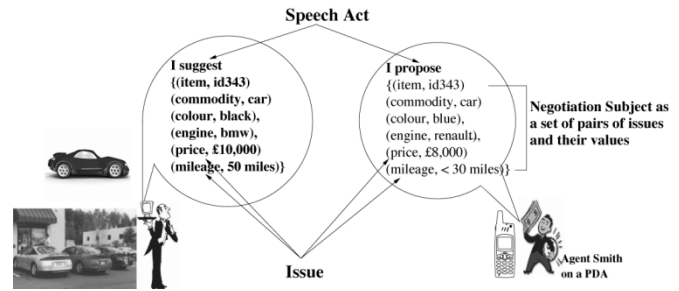 Speech Act
I suggest
{(item, id343)
(commodity, car)
(colour, black),
(engine, bmw),
(price, £10,000)
(mileage, 50 miles)}
I propose
{(item, id343)
(commodity, car)
(colour, blue),
(engine, renault),
(price, £8,000)
(mileage, < 30 miles)}
Negotiation Subject as
a set of pairs of issues
and their values
Issue
Agent Smith
on a PDA